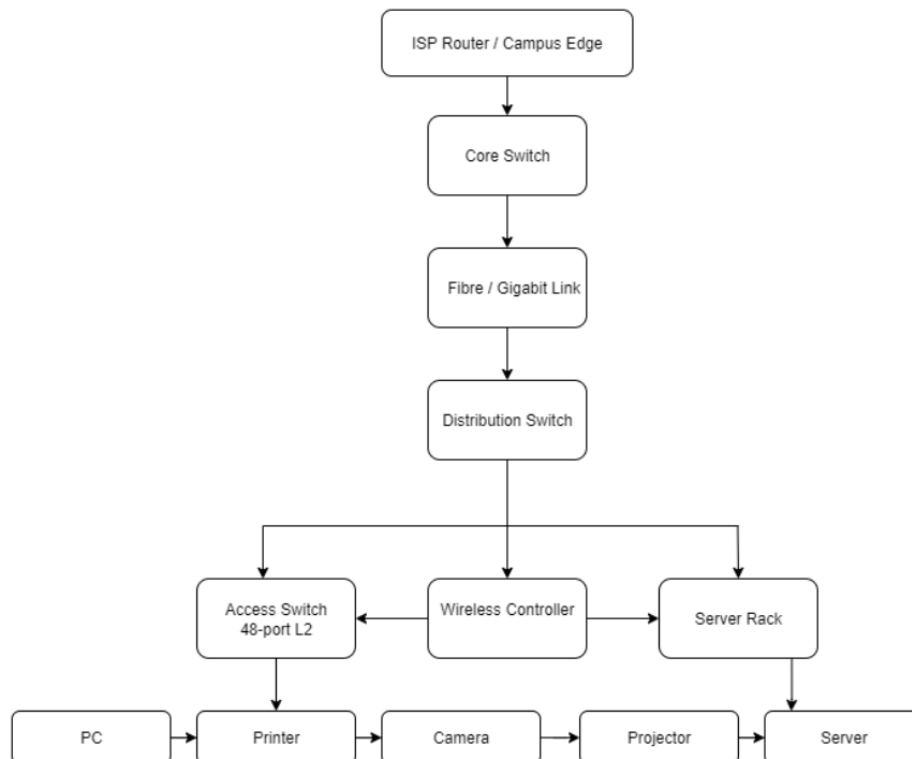 ISP Router / Campus Edge
Core Switch
Fibre / Gigabit Link
Distribution Switch
Access Switch
48-port L2
Wireless Controller
Server Rack
PC
Printer
Camera
Projector
Server